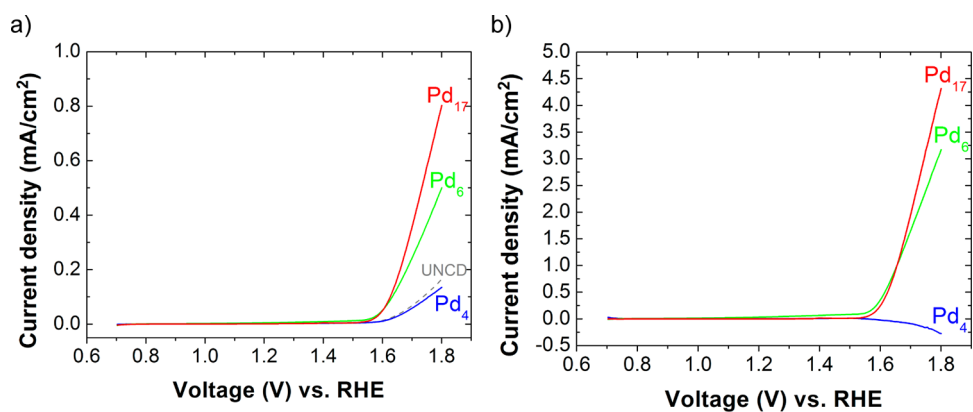 a)
b)
Current density (mA/cm²)
1.0
0.8
0.6
0.4
0.2
0.0
Pd₁₇
Pd₆
UNCD
Pd₄
0.6 0.8 1.0 1.2 1.4 1.6 1.8
Voltage (V) vs. RHE
Current density (mA/cm²)
5.0
4.5
4.0
3.5
3.0
2.5
2.0
1.5
1.0
0.5
0.0
-0.5
Pd₁₇
Pd₆
Pd₄
0.6 0.8 1.0 1.2 1.4 1.6 1.8
Voltage (V) vs. RHE